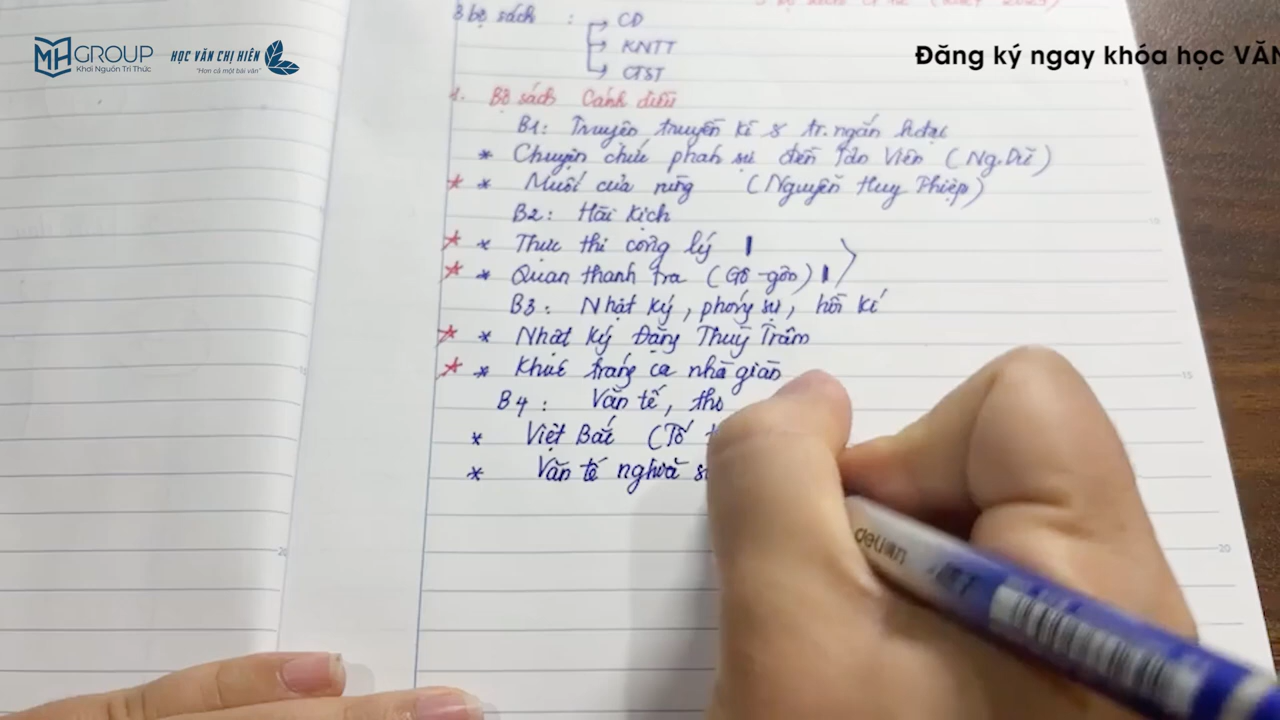 MH GROUP
Khơi Nguồn Tri Thức
HỌC VĂN CHỊ HIÊN
"Hơn cả một bài văn"
Đăng ký ngay khóa học VĂN
3 bộ sách : CD
KNTT
CTST
1. Bộ sách Cánh diều
B1: Truyện truyền kì & tr. ngắn h.đại
* Chuyện chức phán sự đền Tản Viên (Ng.Dữ)
* * Muối của rừng (Nguyễn Huy Thiệp)
B2: Hài kịch
* * Thực thi công lý
* * Quan thanh tra (Gô-gôn)
B3: Nhật ký, phóng sự, hồi kí
* * Nhật ký Đặng Thuỳ Trâm
* * Khúc tráng ca nhà giàn
B4: Văn tế, thơ
* Việt Bắc (Tố
* Văn tế nghĩa sĩ
deli